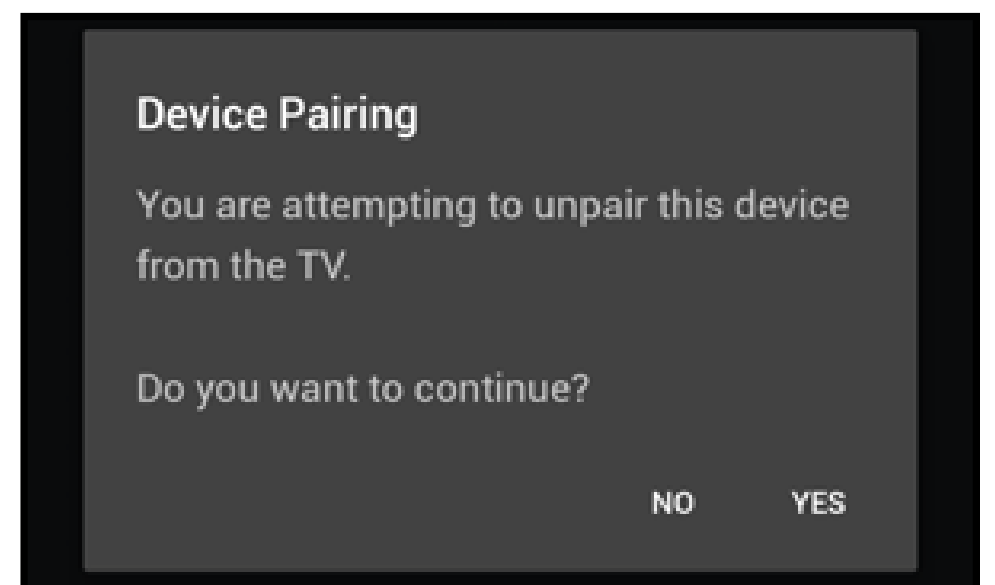 Device Pairing
You are attempting to unpair this device
from the TV.
Do you want to continue?
NO YES